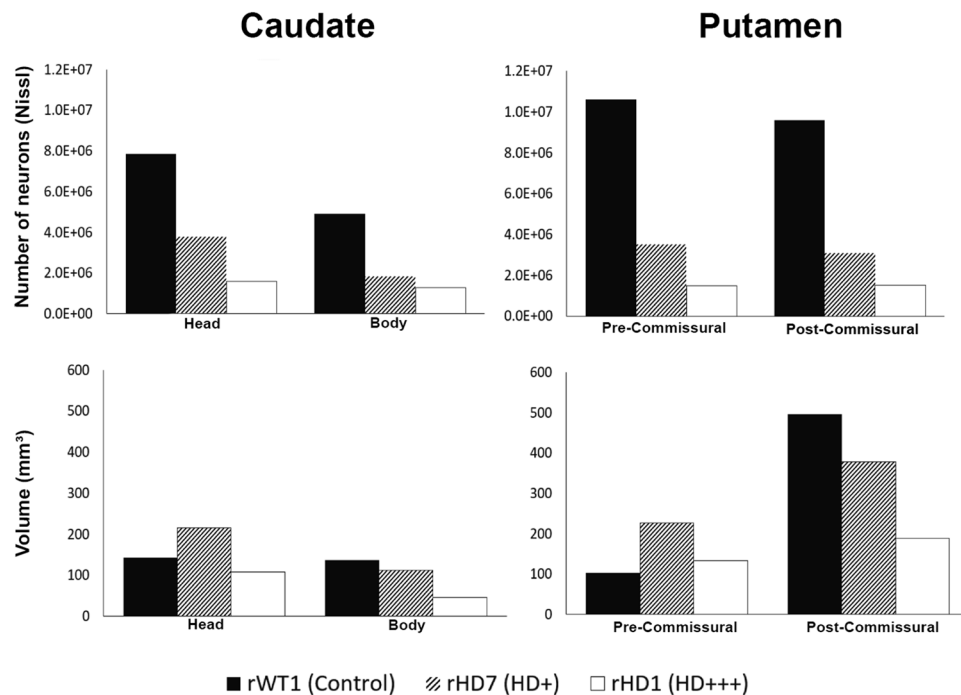 Caudate
Putamen
Number of neurons (Nissl)
1.2E+07
1.0E+07
8.0E+06
6.0E+06
4.0E+06
2.0E+06
0.0E+00
Head
Body
1.2E+07
1.0E+07
8.0E+06
6.0E+06
4.0E+06
2.0E+06
0.0E+00
Pre-Commissural
Post-Commissural
Volume (mm³)
600
500
400
300
200
100
0
Head
Body
600
500
400
300
200
100
0
Pre-Commissural
Post-Commissural
rWT1 (Control) rHD7 (HD+) rHD1 (HD+++)